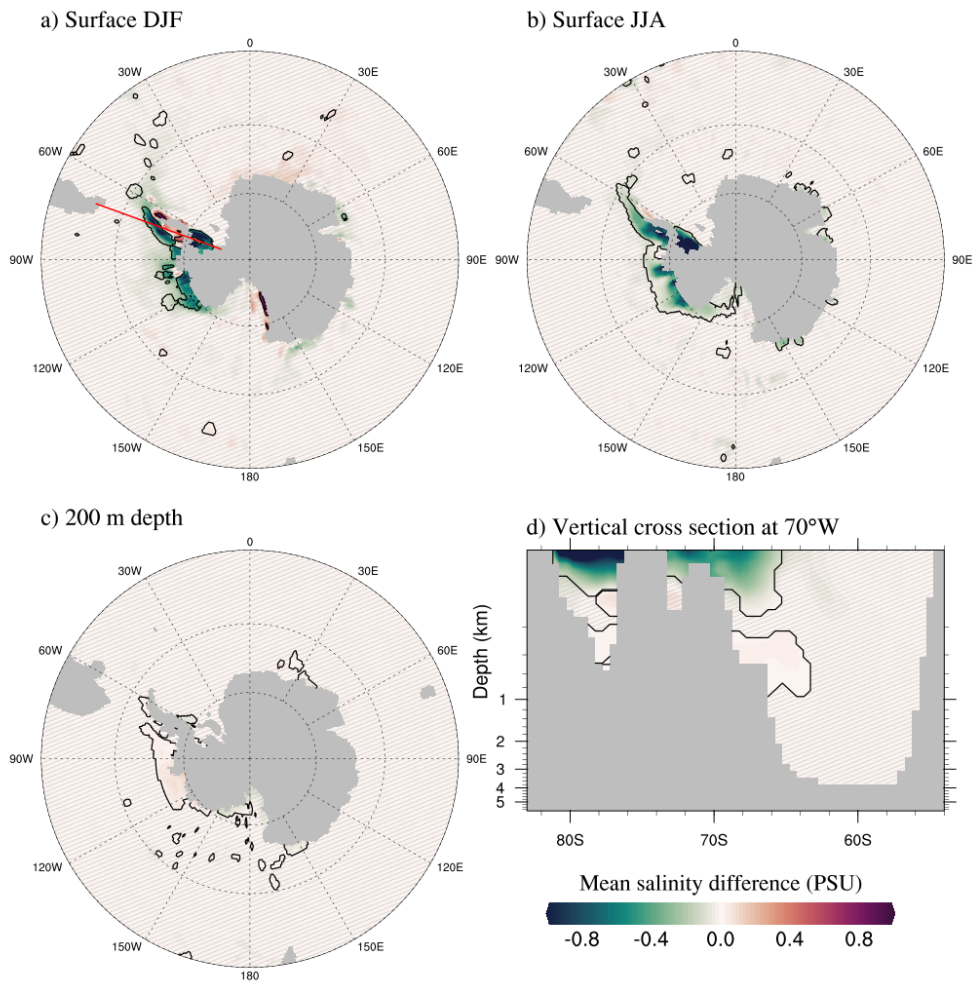 a) Surface DJF
0
30W
30E
60W
60E
90W
90E
120W
120E
150W
150E
180
b) Surface JJA
0
30W
30E
60W
60E
90W
90E
120W
120E
150W
150E
180
c) 200 m depth
0
30W
30E
60W
60E
90W
90E
120W
120E
150W
150E
180
d) Vertical cross section at 70°W
Depth (km)
1
2
3
4
5
80S 70S 60S
Mean salinity difference (PSU)
-0.8 -0.4 0.0 0.4 0.8